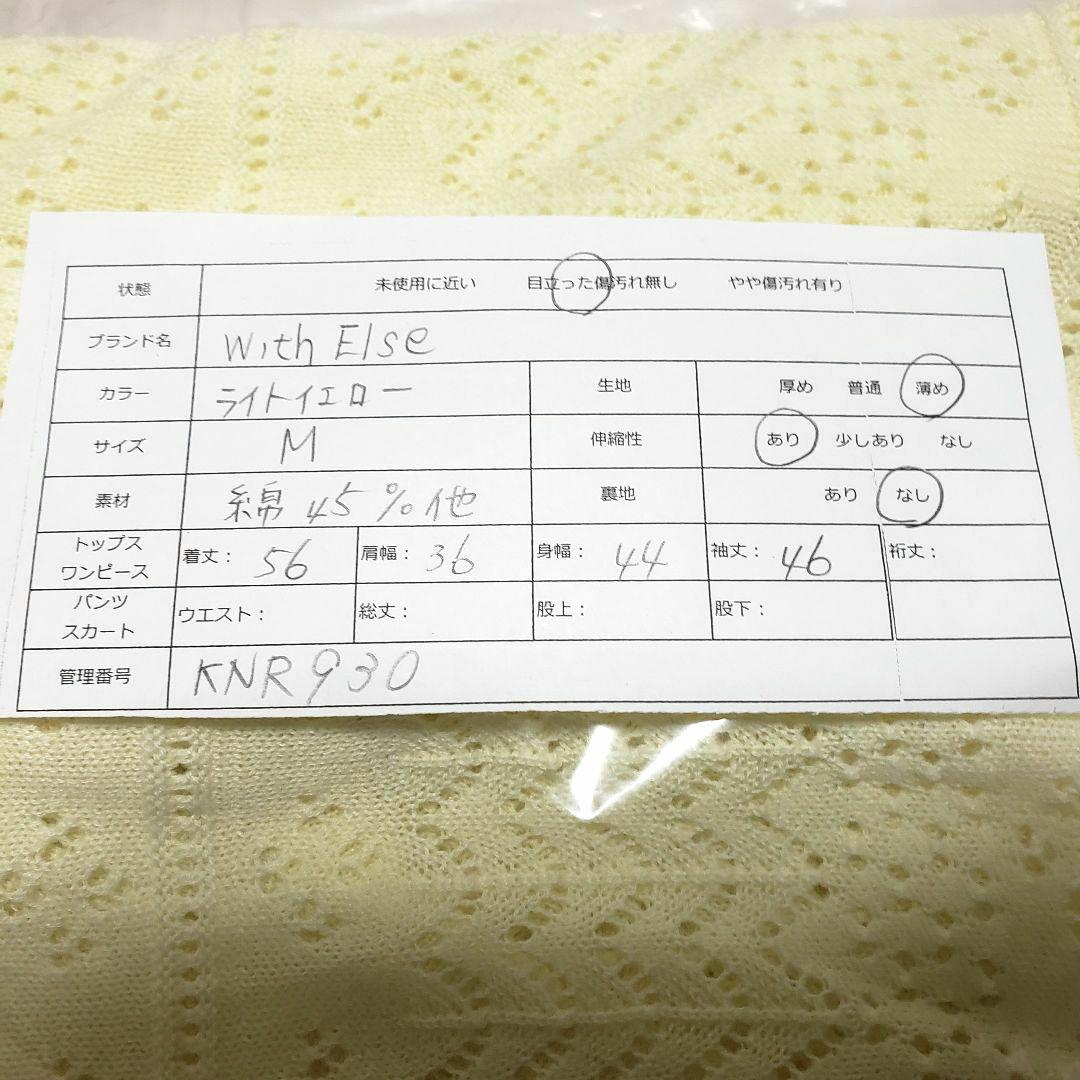 状態 未使用に近い 目立った傷汚れ無し やや傷汚れ有り
ブランド名 With Else
カラー ライトイエロー 生地 厚め 普通 薄め
サイズ M 伸縮性 あり 少しあり なし
素材 綿 45%他 裏地 あり なし
トップス
ワンピース 着丈: 56 肩幅: 36 身幅: 44 袖丈: 46 裄丈:
パンツ
スカート ウエスト: 総丈: 股上: 股下:
管理番号 KNR930